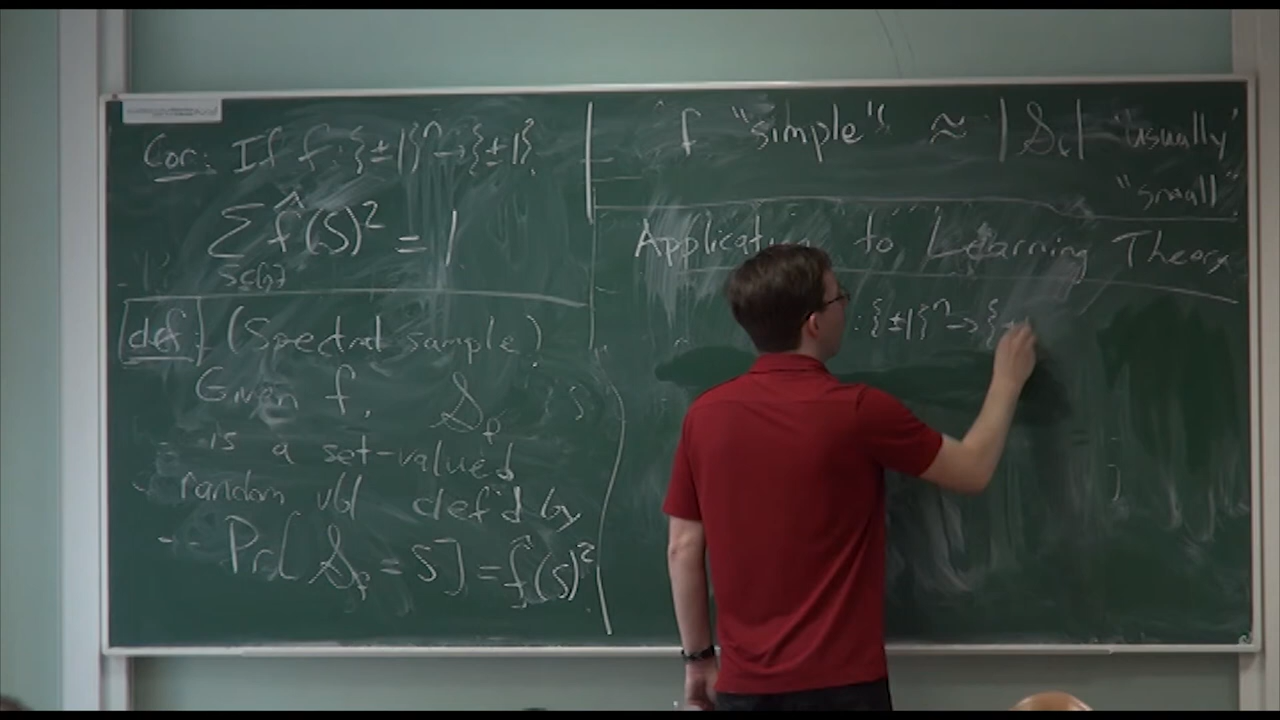 Cor: If f: {±1}ⁿ → {±1}
∑ f̂(S)² = 1
S⊆[n]
def: (Spectral sample)
Given f, 𝒮_f
is a set-valued
random vbl def'd by
Pr[𝒮_f = S] = f̂(S)²
f "simple" ≈ |𝒮_f| "usually"
"small"
Application to Learning Theory
: {±1}ⁿ → {±